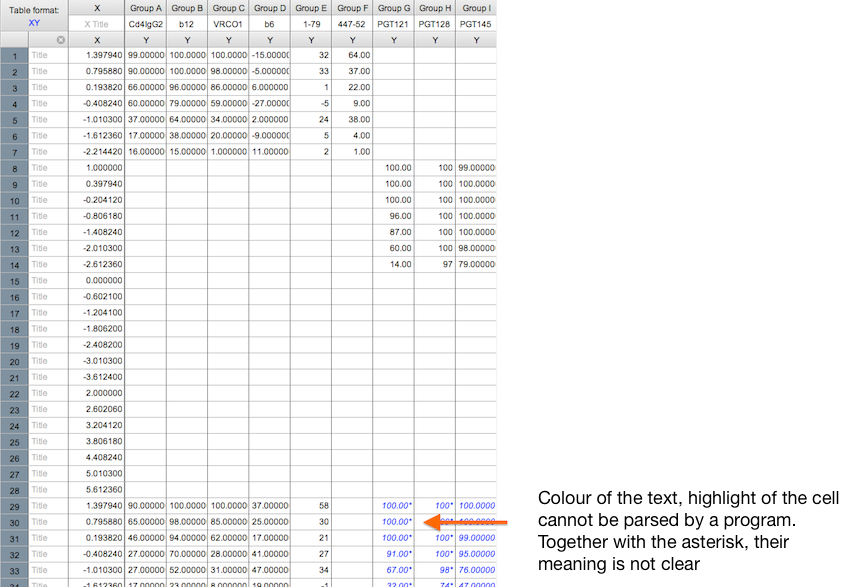 Table format: X Group A Group B Group C Group D Group E Group F Group G Group H Group I
XY X Title Cd4IgG2 b12 VRCO1 b6 1-79 447-52 PGT121 PGT128 PGT145
X Y Y Y Y Y Y Y Y Y
1 Title 1.397940 99.00000 100.0000 100.0000 -15.00000 32 64.00
2 Title 0.795880 90.00000 100.0000 98.00000 -5.000000 33 37.00
3 Title 0.193820 66.00000 96.00000 86.00000 6.000000 1 22.00
4 Title -0.408240 60.00000 79.00000 59.00000 -27.00000 -5 9.00
5 Title -1.010300 37.00000 64.00000 34.00000 2.000000 24 38.00
6 Title -1.612360 17.00000 38.00000 20.00000 -9.000000 5 4.00
7 Title -2.214420 16.00000 15.00000 1.000000 11.00000 2 1.00
8 Title 1.000000 100.00 100 99.00000
9 Title 0.397940 100.00 100 100.0000
10 Title -0.204120 100.00 100 100.0000
11 Title -0.806180 96.00 100 100.0000
12 Title -1.408240 87.00 100 100.0000
13 Title -2.010300 60.00 100 98.00000
14 Title -2.612360 14.00 97 79.00000
15 Title 0.000000
16 Title -0.602100
17 Title -1.204100
18 Title -1.806200
19 Title -2.408200
20 Title -3.010300
21 Title -3.612400
22 Title 2.000000
23 Title 2.602060
24 Title 3.204120
25 Title 3.806180
26 Title 4.408240
27 Title 5.010300
28 Title 5.612360
29 Title 1.397940 90.00000 100.0000 100.0000 37.00000 58 100.00* 100* 100.0000
30 Title 0.795880 65.00000 98.00000 85.00000 25.00000 30 100.00*
31 Title 0.193820 46.00000 94.00000 62.00000 17.00000 21 100.00* 100* 99.00000
32 Title -0.408240 27.00000 70.00000 28.00000 41.00000 27 91.00* 100* 95.00000
33 Title -1.010300 27.00000 52.00000 31.00000 47.00000 34 67.00* 98* 76.00000
Title -1.612360 17.00000 23.00000 8.000000 19.00000 -1 32.00* 74* 47.00000
Colour of the text, highlight of the cell
cannot be parsed by a program.
Together with the asterisk, their
meaning is not clear